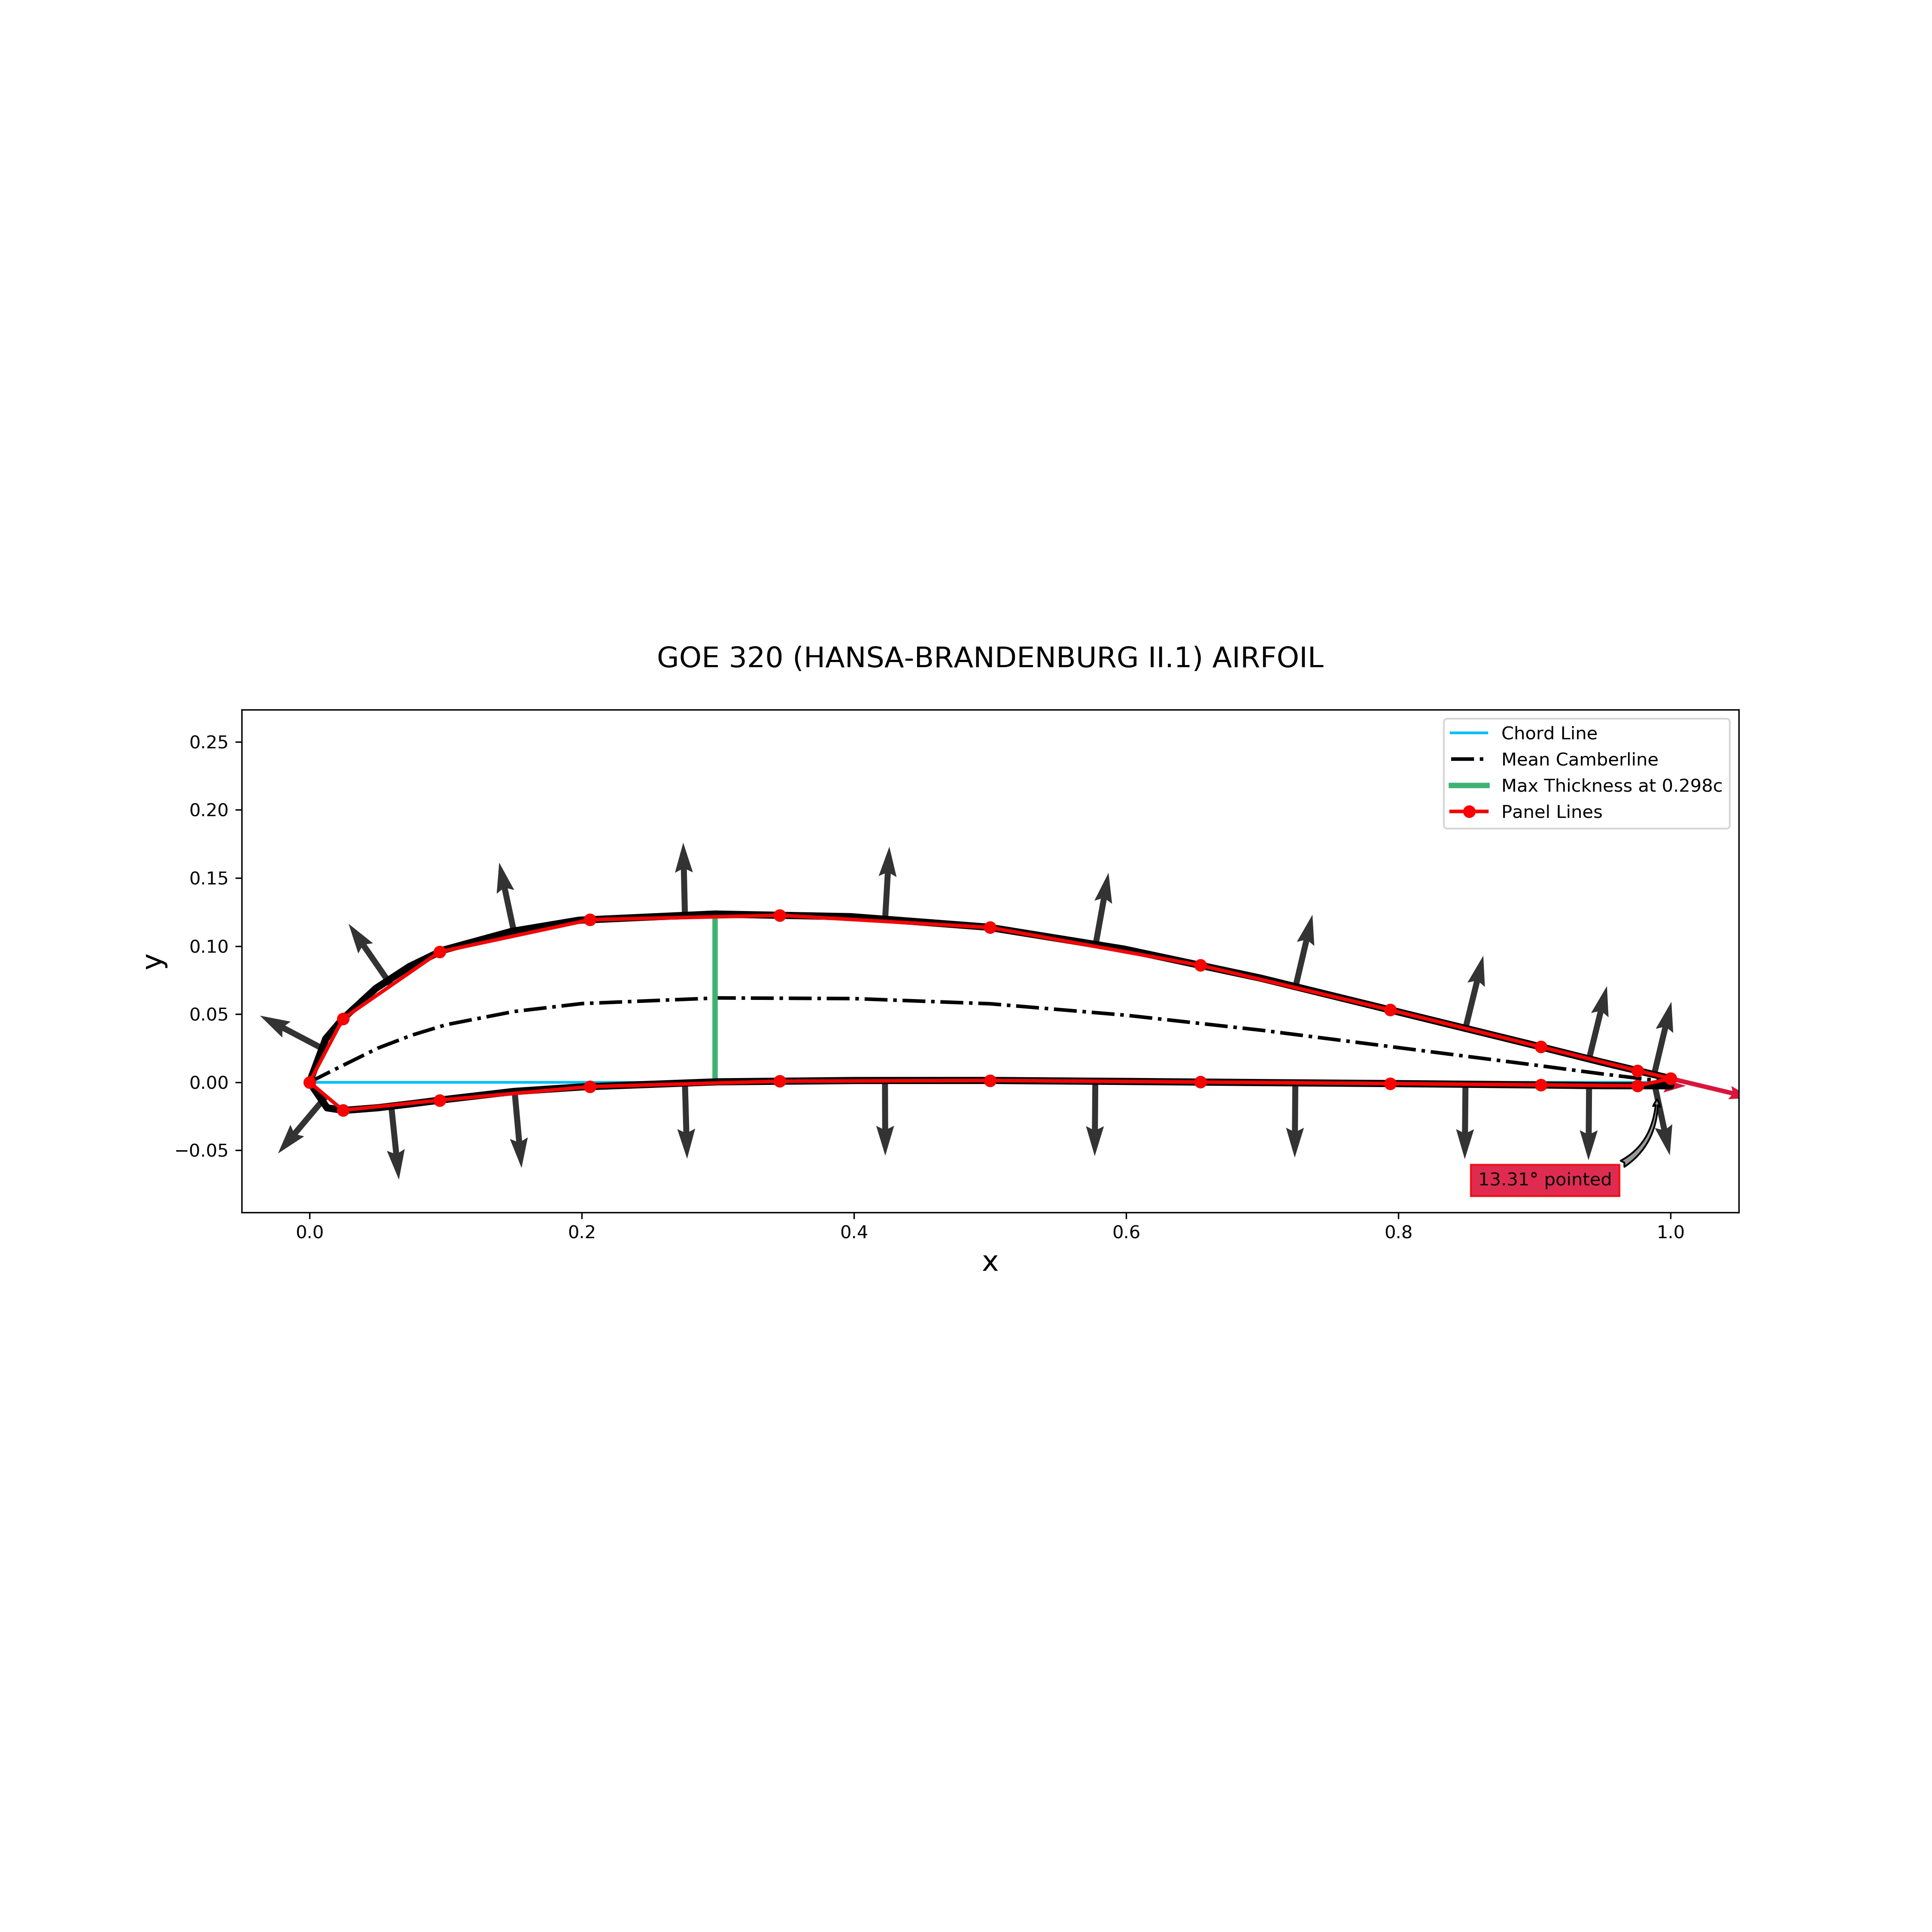 GOE 320 (HANSA-BRANDENBURG II.1) AIRFOIL
Chord Line
Mean Camberline
Max Thickness at 0.298c
Panel Lines
0.25
0.20
0.15
0.10
0.05
0.00
−0.05
y
13.31° pointed
0.0 0.2 0.4 0.6 0.8 1.0
x